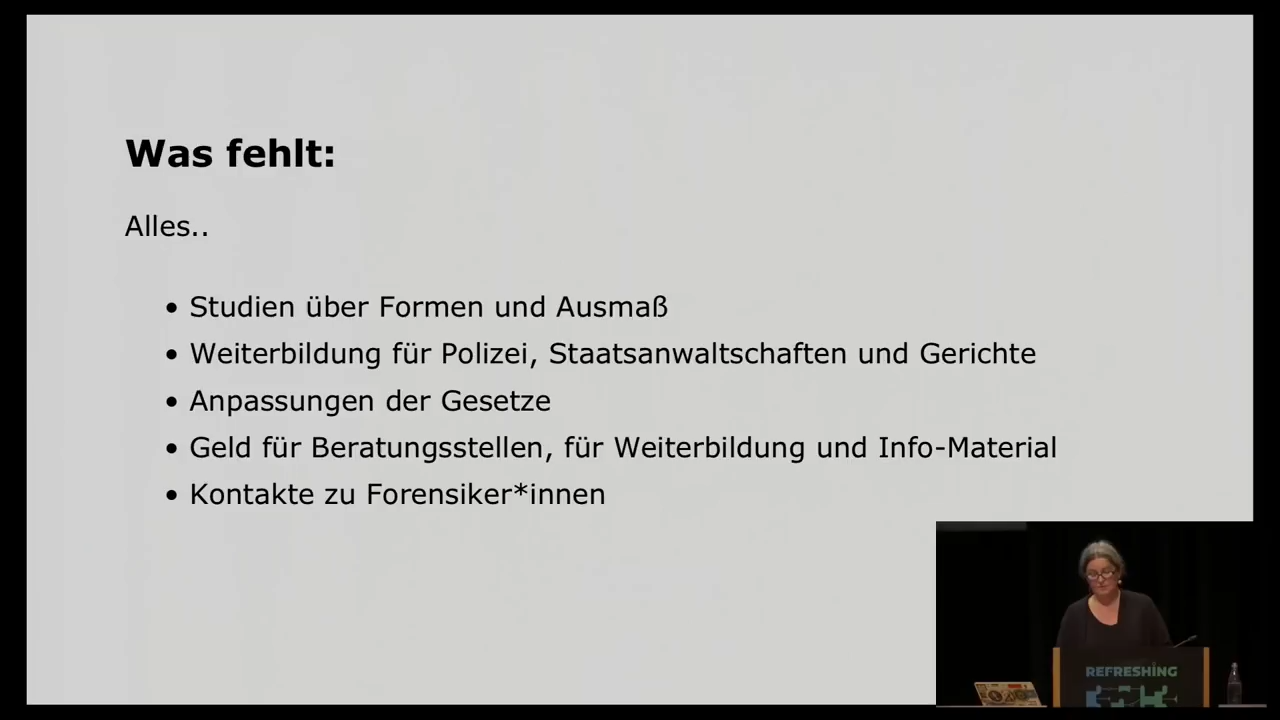 Was fehlt:
Alles..
• Studien über Formen und Ausmaß
• Weiterbildung für Polizei, Staatsanwaltschaften und Gerichte
• Anpassungen der Gesetze
• Geld für Beratungsstellen, für Weiterbildung und Info-Material
• Kontakte zu Forensiker*innen
REFRESHING